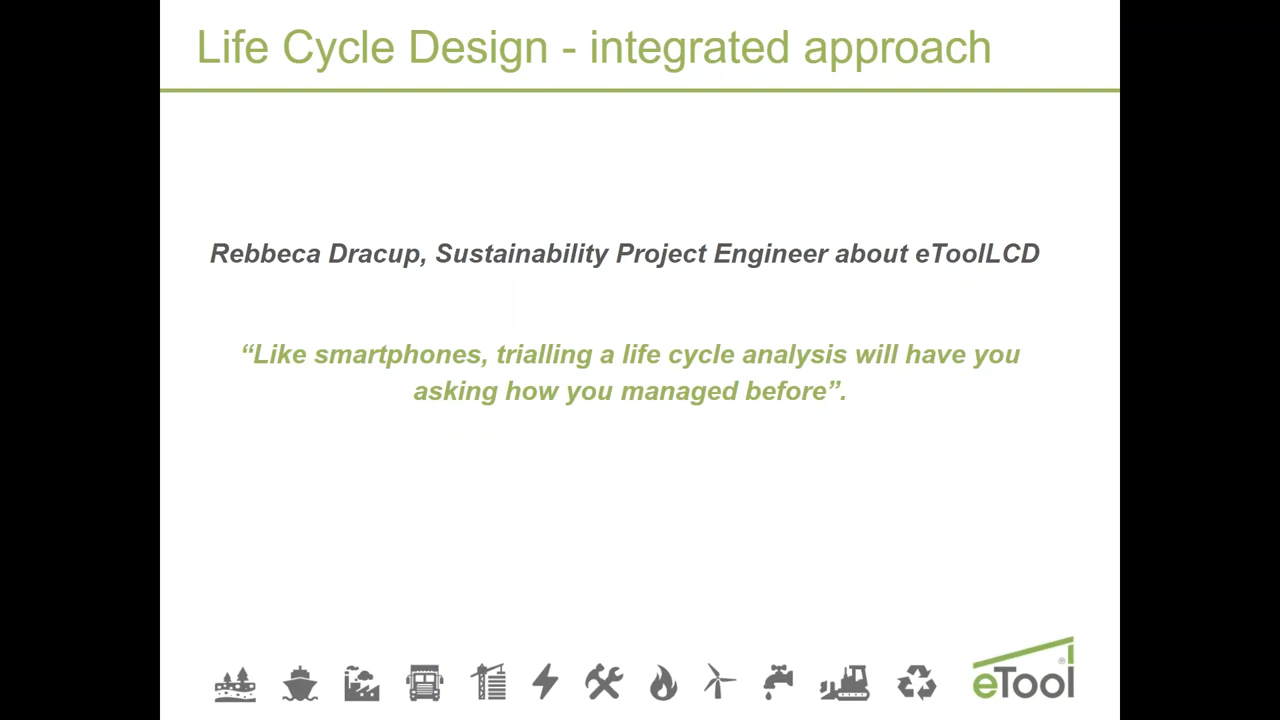 Life Cycle Design - integrated approach
Rebbeca Dracup, Sustainability Project Engineer about eToolLCD
“Like smartphones, trialling a life cycle analysis will have you
asking how you managed before”.
eTool®